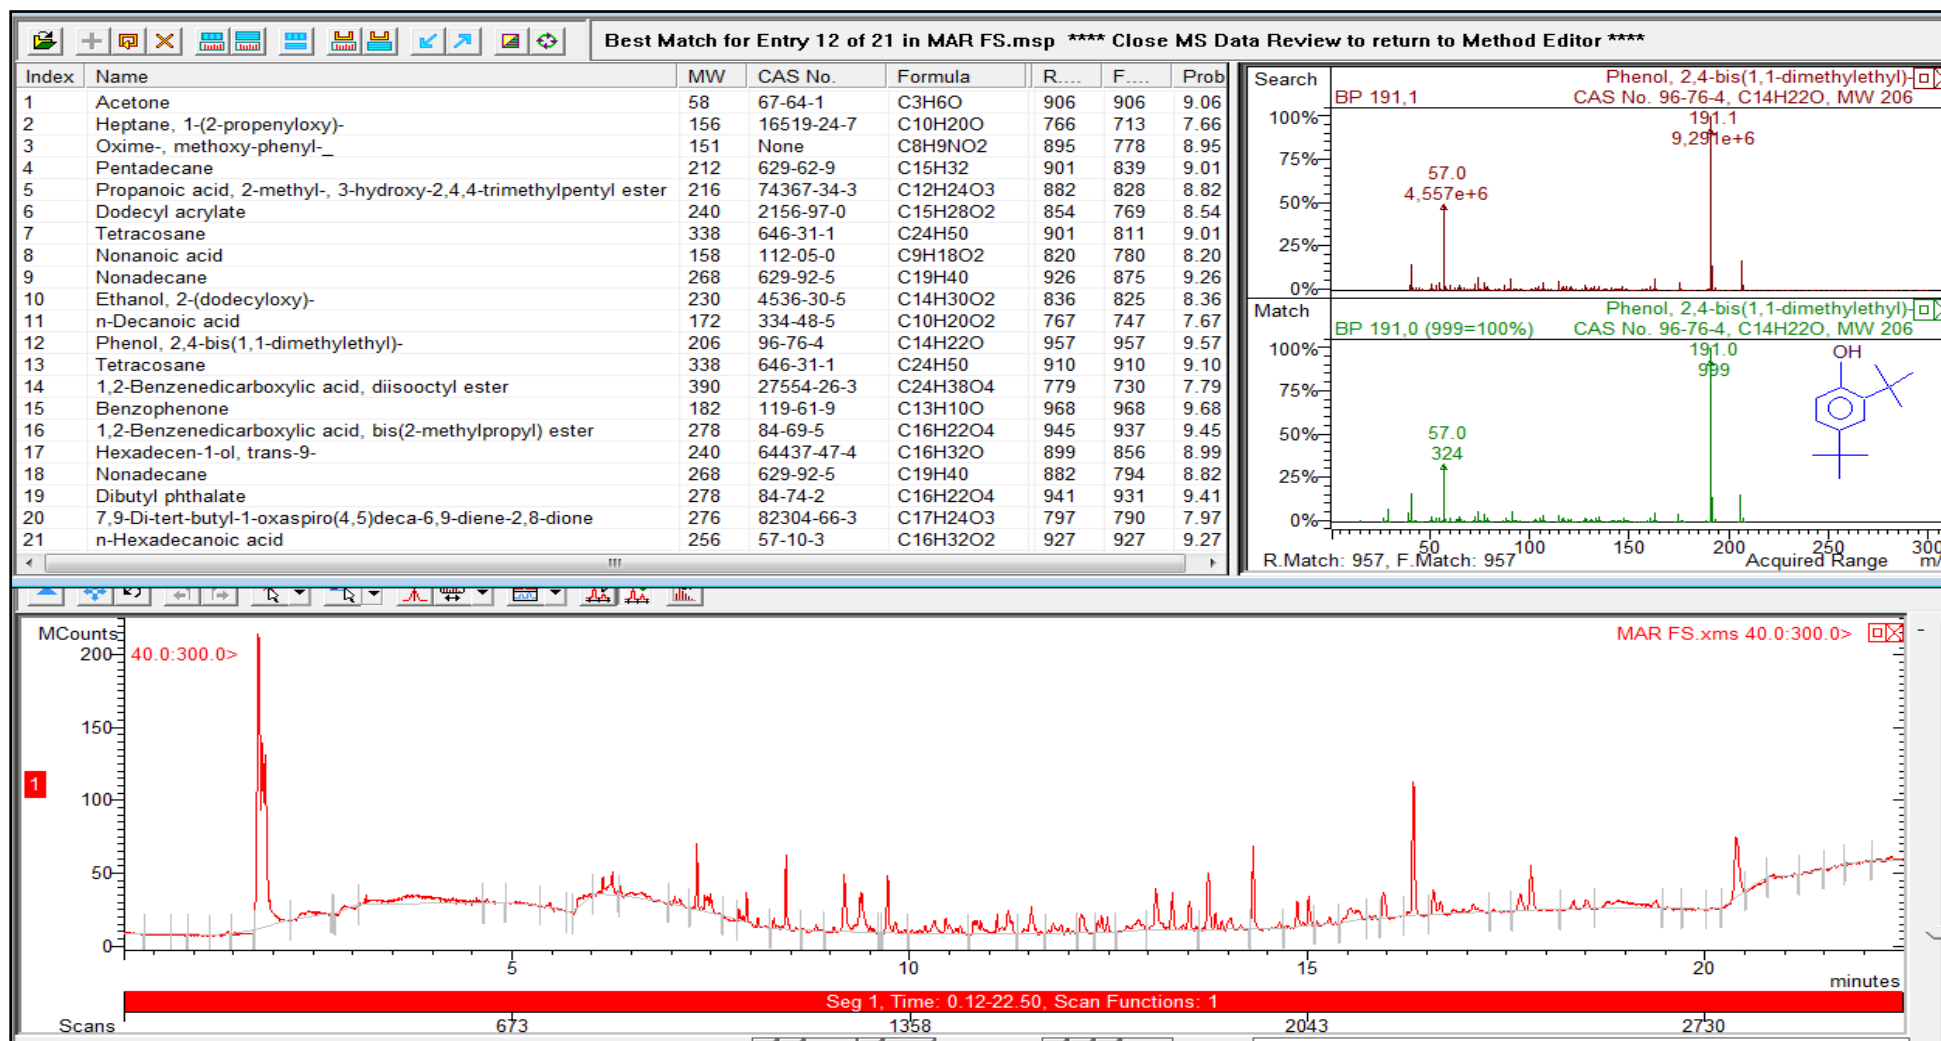 Best Match for Entry 12 of 21 in MAR FS.msp **** Close MS Data Review to return to Method Editor ****
Index Name MW CAS No. Formula R.... F.... Prob
1 Acetone 58 67-64-1 C3H6O 906 906 9.06
2 Heptane, 1-(2-propenyloxy)- 156 16519-24-7 C10H20O 766 713 7.66
3 Oxime-, methoxy-phenyl-_ 151 None C8H9NO2 895 778 8.95
4 Pentadecane 212 629-62-9 C15H32 901 839 9.01
5 Propanoic acid, 2-methyl-, 3-hydroxy-2,4,4-trimethylpentyl ester 216 74367-34-3 C12H24O3 882 828 8.82
6 Dodecyl acrylate 240 2156-97-0 C15H28O2 854 769 8.54
7 Tetracosane 338 646-31-1 C24H50 901 811 9.01
8 Nonanoic acid 158 112-05-0 C9H18O2 820 780 8.20
9 Nonadecane 268 629-92-5 C19H40 926 875 9.26
10 Ethanol, 2-(dodecyloxy)- 230 4536-30-5 C14H30O2 836 825 8.36
11 n-Decanoic acid 172 334-48-5 C10H20O2 767 747 7.67
12 Phenol, 2,4-bis(1,1-dimethylethyl)- 206 96-76-4 C14H22O 957 957 9.57
13 Tetracosane 338 646-31-1 C24H50 910 910 9.10
14 1,2-Benzenedicarboxylic acid, diisooctyl ester 390 27554-26-3 C24H38O4 779 730 7.79
15 Benzophenone 182 119-61-9 C13H10O 968 968 9.68
16 1,2-Benzenedicarboxylic acid, bis(2-methylpropyl) ester 278 84-69-5 C16H22O4 945 937 9.45
17 Hexadecen-1-ol, trans-9- 240 64437-47-4 C16H32O 899 856 8.99
18 Nonadecane 268 629-92-5 C19H40 882 794 8.82
19 Dibutyl phthalate 278 84-74-2 C16H22O4 941 931 9.41
20 7,9-Di-tert-butyl-1-oxaspiro(4,5)deca-6,9-diene-2,8-dione 276 82304-66-3 C17H24O3 797 790 7.97
21 n-Hexadecanoic acid 256 57-10-3 C16H32O2 927 927 9.27
Search Phenol, 2,4-bis(1,1-dimethylethyl)-
BP 191,1 CAS No. 96-76-4, C14H22O, MW 206
100% 191.1
9,291e+6
75%
57.0
4,557e+6
50%
25%
0%
Match Phenol, 2,4-bis(1,1-dimethylethyl)-
BP 191,0 (999=100%) CAS No. 96-76-4, C14H22O, MW 206
100% 191.0 OH
999
75%
50% 57.0
324
25%
0%
50 100 150 200 250 300
R.Match: 957, F.Match: 957 Acquired Range m/
MCounts MAR FS.xms 40.0:300.0>
200 40.0:300.0>
150
1
100
50
0
5 10 15 20
minutes
Seg 1, Time: 0.12-22.50, Scan Functions: 1
Scans 673 1358 2043 2730